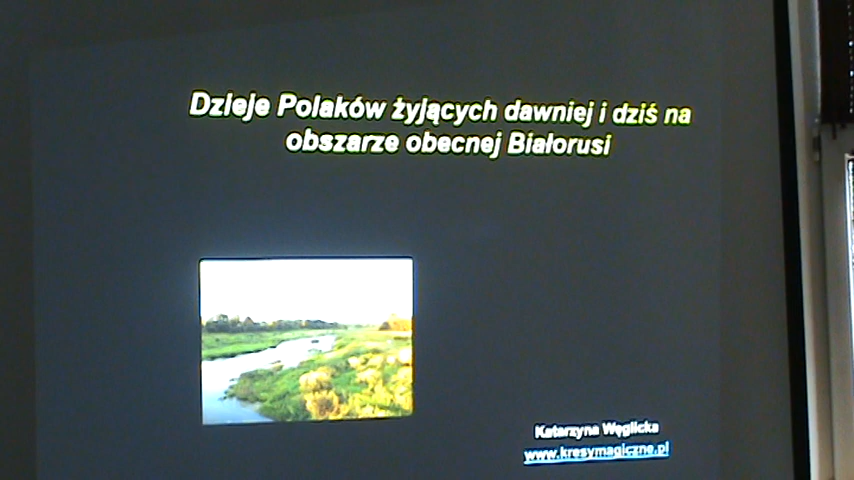 Dzieje Polaków żyjących dawniej i dziś na
obszarze obecnej Białorusi
Katarzyna Węglicka
www.kresymagiczne.pl